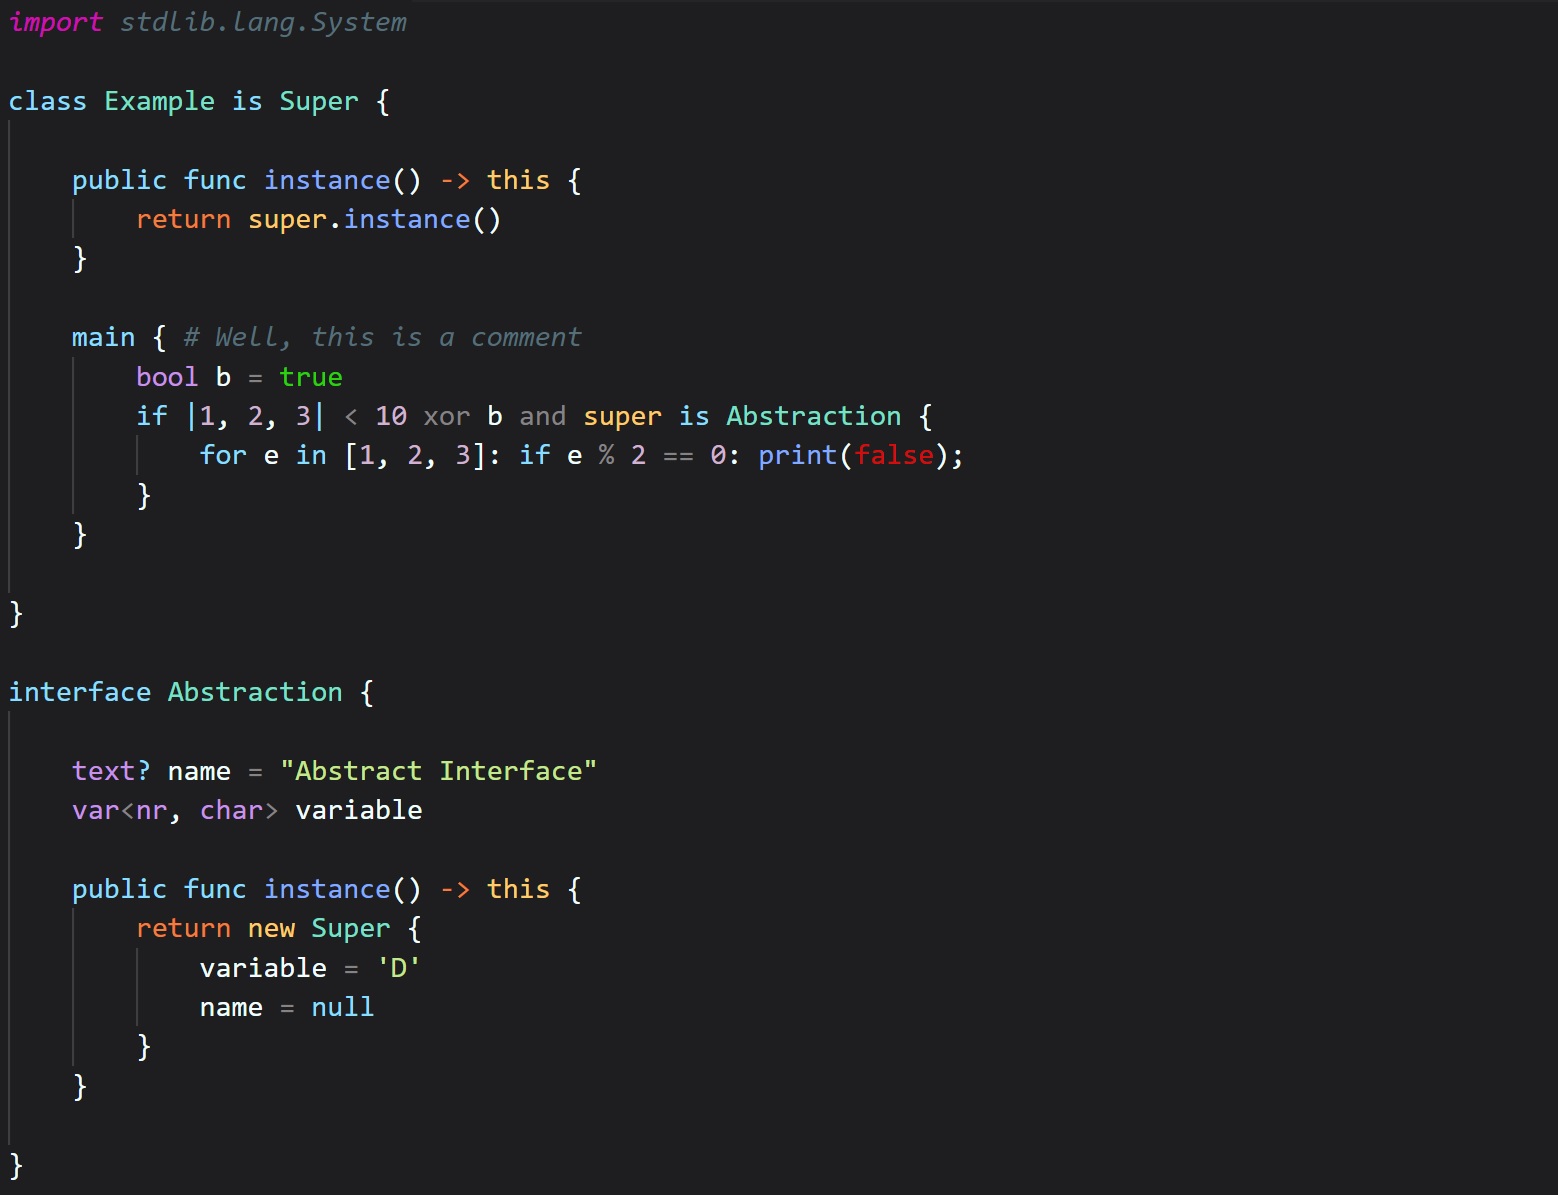 import stdlib.lang.System
class Example is Super {
public func instance() -> this {
return super.instance()
}
main { # Well, this is a comment
bool b = true
if |1, 2, 3| < 10 xor b and super is Abstraction {
for e in [1, 2, 3]: if e % 2 == 0: print(false);
}
}
}
interface Abstraction {
text? name = "Abstract Interface"
var<nr, char> variable
public func instance() -> this {
return new Super {
variable = 'D'
name = null
}
}
}